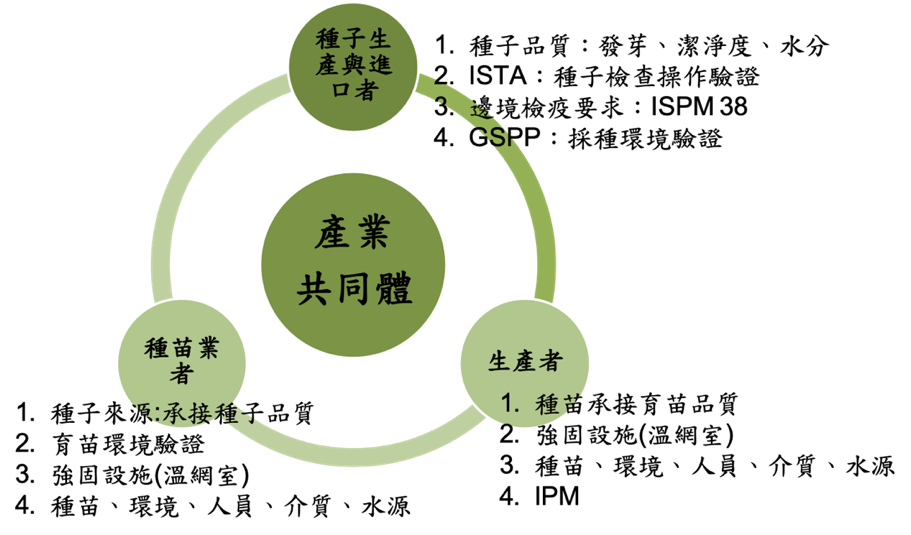 種子生
產與進
口者
1. 種子品質：發芽、潔淨度、水分
2. ISTA：種子檢查操作驗證
3. 邊境檢疫要求：ISPM 38
4. GSPP：採種環境驗證
產業
共同體
種苗業
者
1. 種子來源:承接種子品質
2. 育苗環境驗證
3. 強固設施(溫網室)
4. 種苗、環境、人員、介質、水源
生產者
1. 種苗承接育苗品質
2. 強固設施(溫網室)
3. 種苗、環境、人員、介質、水源
4. IPM